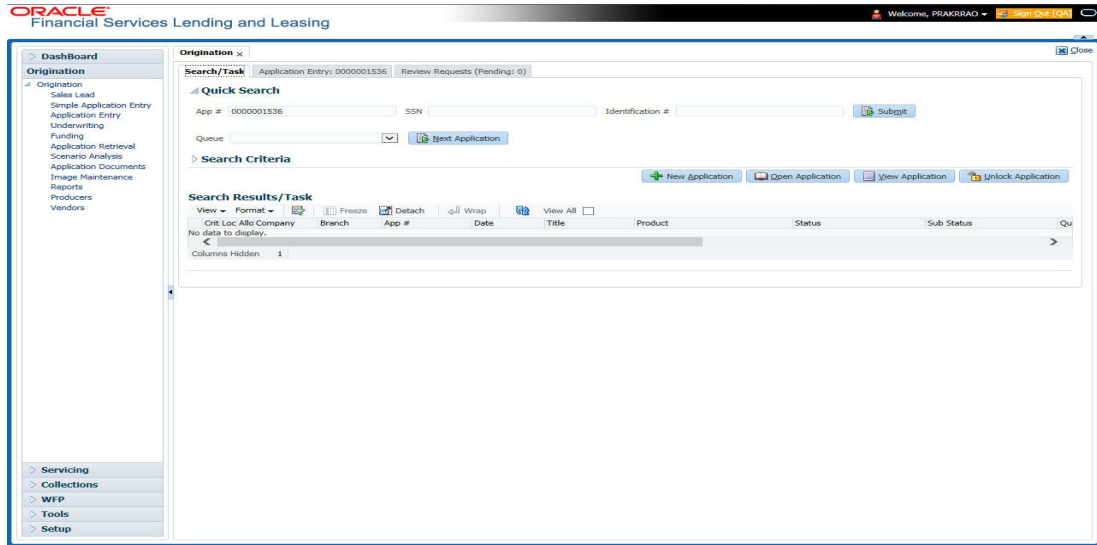 ORACLE
Financial Services Lending and Leasing
Welcome, PRAKRRAO
Sign Out [QA]
DashBoard
Origination
Origination
Sales Lead
Simple Application Entry
Application Entry
Underwriting
Funding
Application Retrieval
Scenario Analysis
Application Documents
Image Maintenance
Reports
Producers
Vendors
Servicing
Collections
WFP
Tools
Setup
Origination
Close
Search/Task Application Entry: 0000001536 Review Requests (Pending: 0)
Quick Search
App # 0000001536 SSN Identification # Submit
Queue Next Application
Search Criteria
New Application Open Application View Application Unlock Application
Search Results/Task
View Format Freeze Detach Wrap View All
Crit Loc Allo Company Branch App # Date Title Product Status Sub Status Qu
No data to display.
Columns Hidden 1